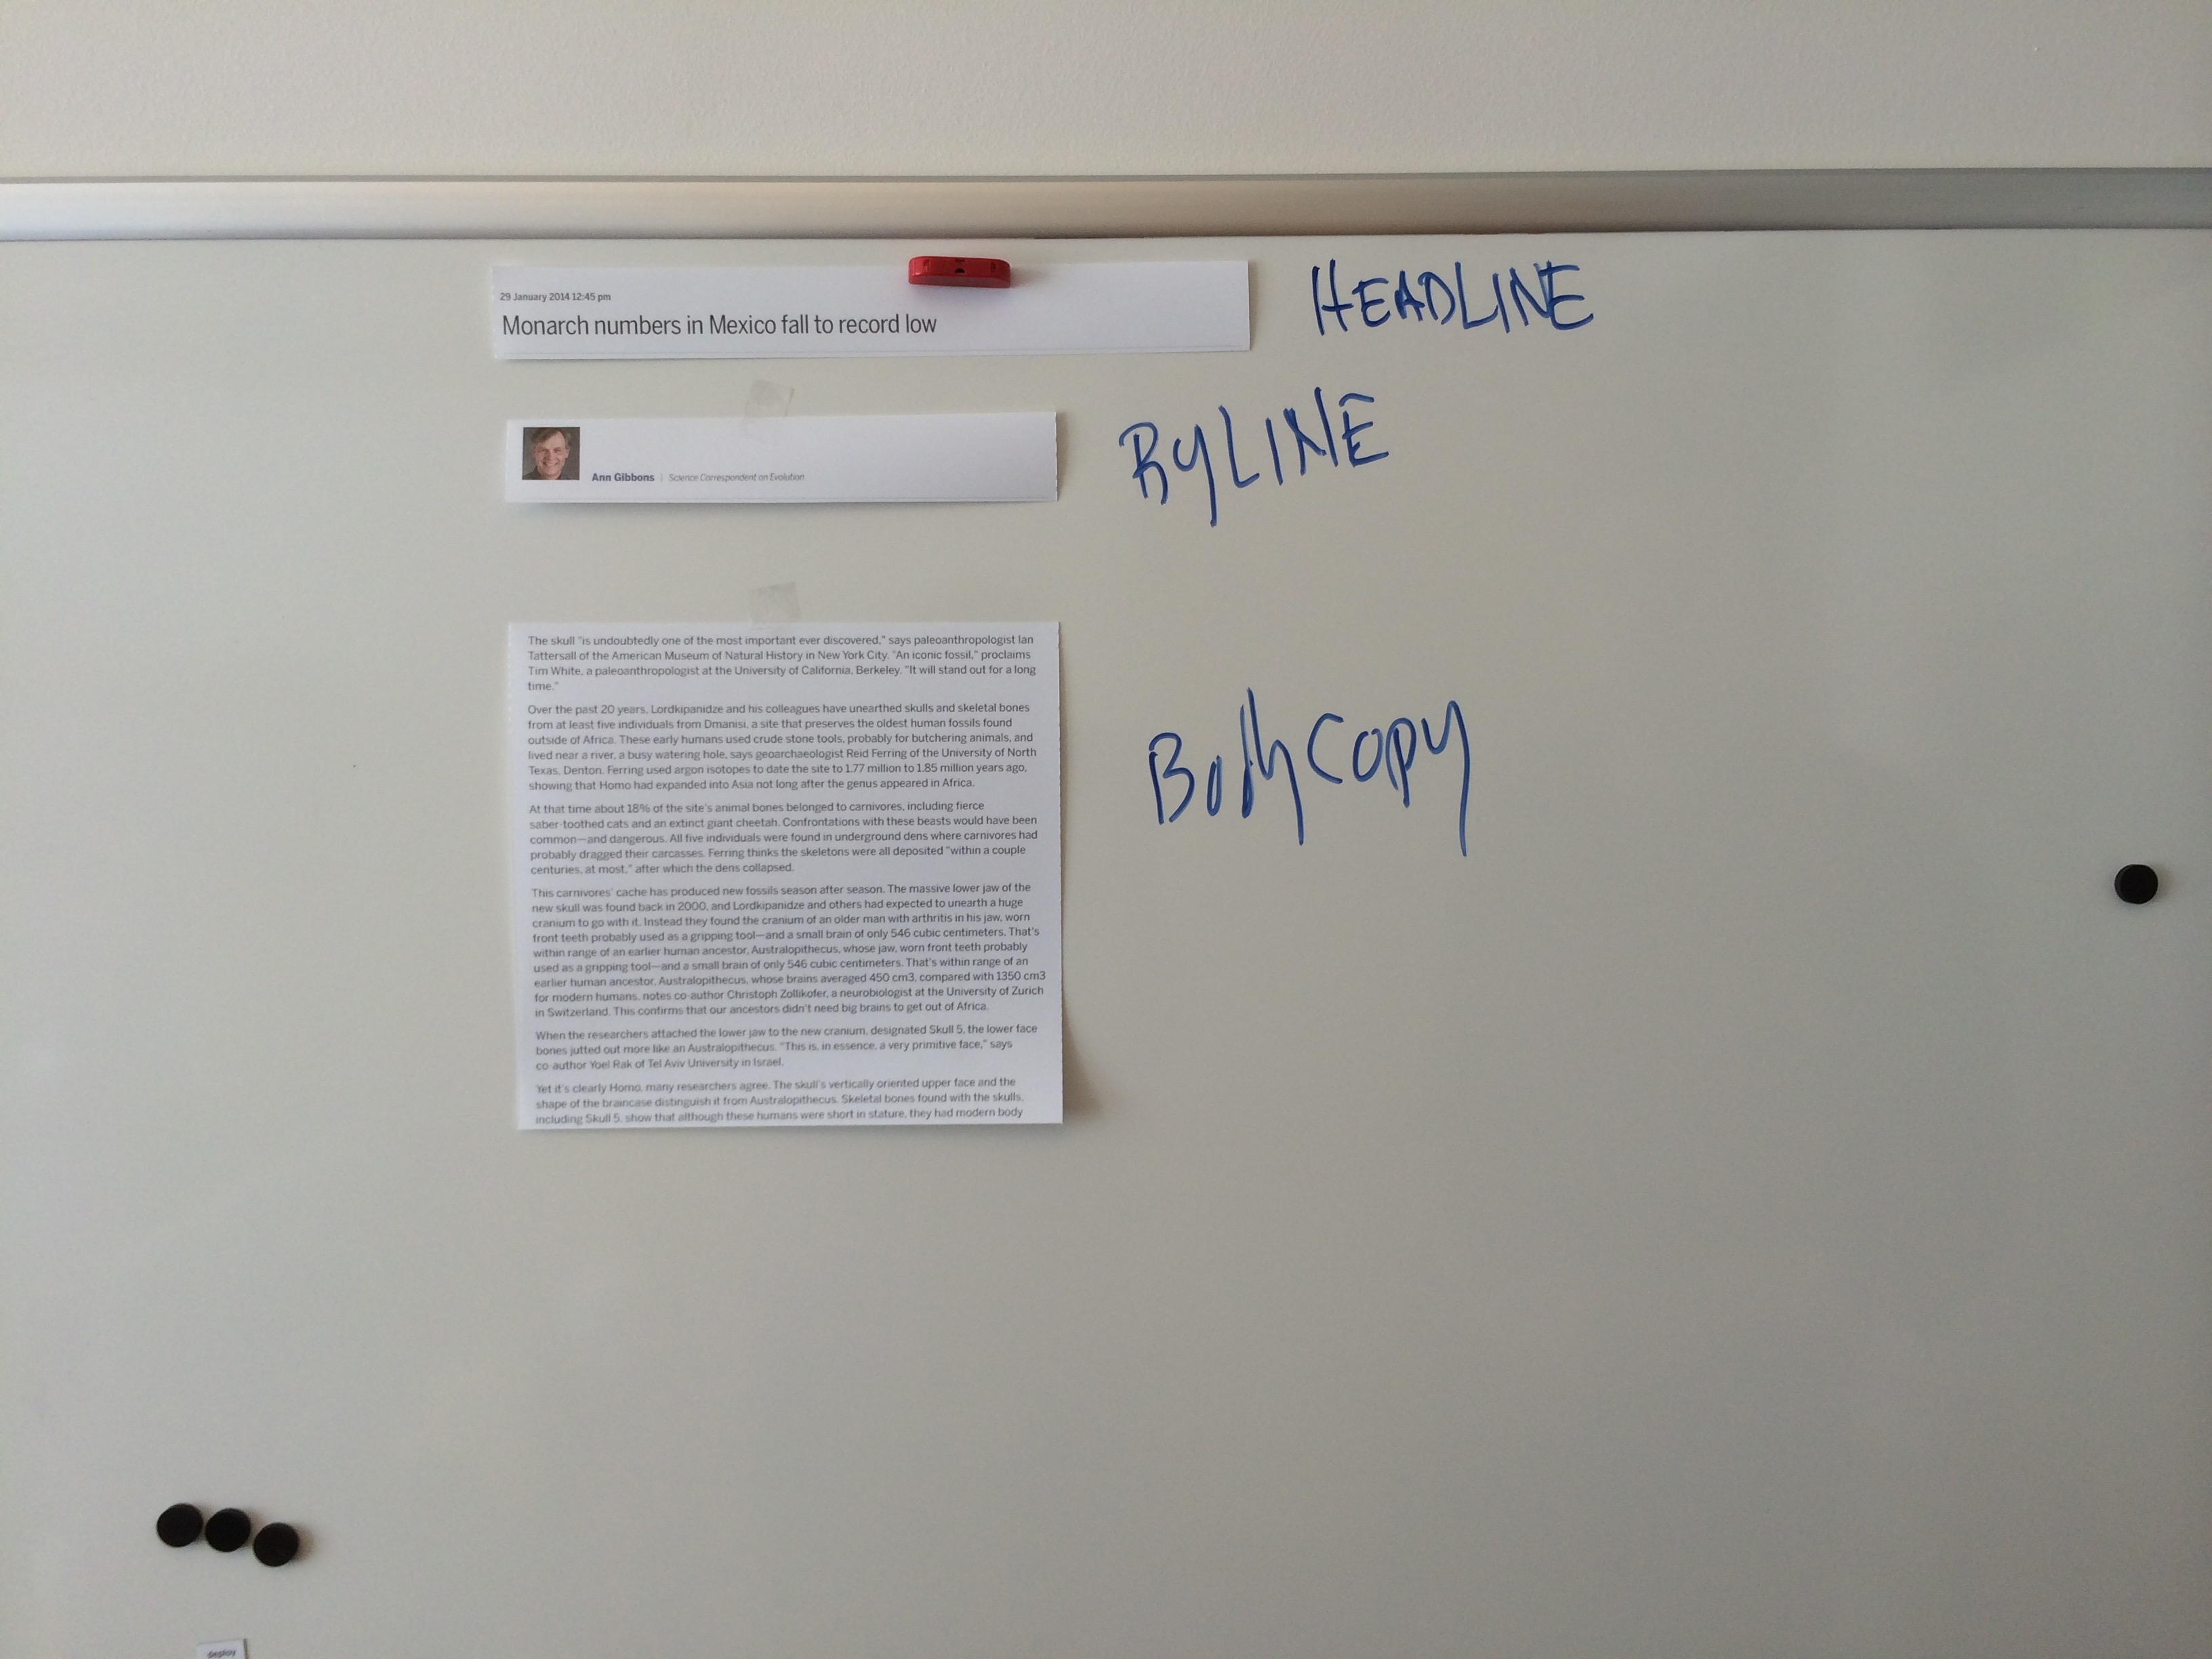 29 January 2014 12:45 pm
Monarch numbers in Mexico fall to record low
HEADLINE
Ann Gibbons | Science Correspondent on Evolution
BYLINE
The skull "is undoubtedly one of the most important ever discovered," says paleoanthropologist Ian
Tattersall of the American Museum of Natural History in New York City. "An iconic fossil," proclaims
Tim White, a paleoanthropologist at the University of California, Berkeley. "It will stand out for a long
time."
Over the past 20 years, Lordkipanidze and his colleagues have unearthed skulls and skeletal bones
from at least five individuals from Dmanisi, a site that preserves the oldest human fossils found
outside of Africa. These early humans used crude stone tools, probably for butchering animals, and
lived near a river, a busy watering hole, says geoarchaeologist Reid Ferring of the University of North
Texas, Denton. Ferring used argon isotopes to date the site to 1.77 million to 1.85 million years ago,
showing that Homo had expanded into Asia not long after the genus appeared in Africa.
At that time about 18% of the site's animal bones belonged to carnivores, including fierce
saber-toothed cats and an extinct giant cheetah. Confrontations with these beasts would have been
common—and dangerous. All five individuals were found in underground dens where carnivores had
probably dragged their carcasses. Ferring thinks the skeletons were all deposited "within a couple
centuries, at most," after which the dens collapsed.
This carnivores' cache has produced new fossils season after season. The massive lower jaw of the
new skull was found back in 2000, and Lordkipanidze and others had expected to unearth a huge
cranium to go with it. Instead they found the cranium of an older man with arthritis in his jaw, worn
front teeth probably used as a gripping tool—and a small brain of only 546 cubic centimeters. That's
within range of an earlier human ancestor, Australopithecus, whose jaw, worn front teeth probably
used as a gripping tool—and a small brain of only 546 cubic centimeters. That's within range of an
earlier human ancestor, Australopithecus, whose brains averaged 450 cm3, compared with 1350 cm3
for modern humans, notes co-author Christoph Zollikofer, a neurobiologist at the University of Zurich
in Switzerland. This confirms that our ancestors didn't need big brains to get out of Africa.
When the researchers attached the lower jaw to the new cranium, designated Skull 5, the lower face
bones jutted out more like an Australopithecus. "This is, in essence, a very primitive face," says
co-author Yoel Rak of Tel Aviv University in Israel.
Yet it's clearly Homo, many researchers agree. The skull's vertically oriented upper face and the
shape of the braincase distinguish it from Australopithecus. Skeletal bones found with the skulls,
including Skull 5, show that although these humans were short in stature, they had modern body
Body Copy
deploy